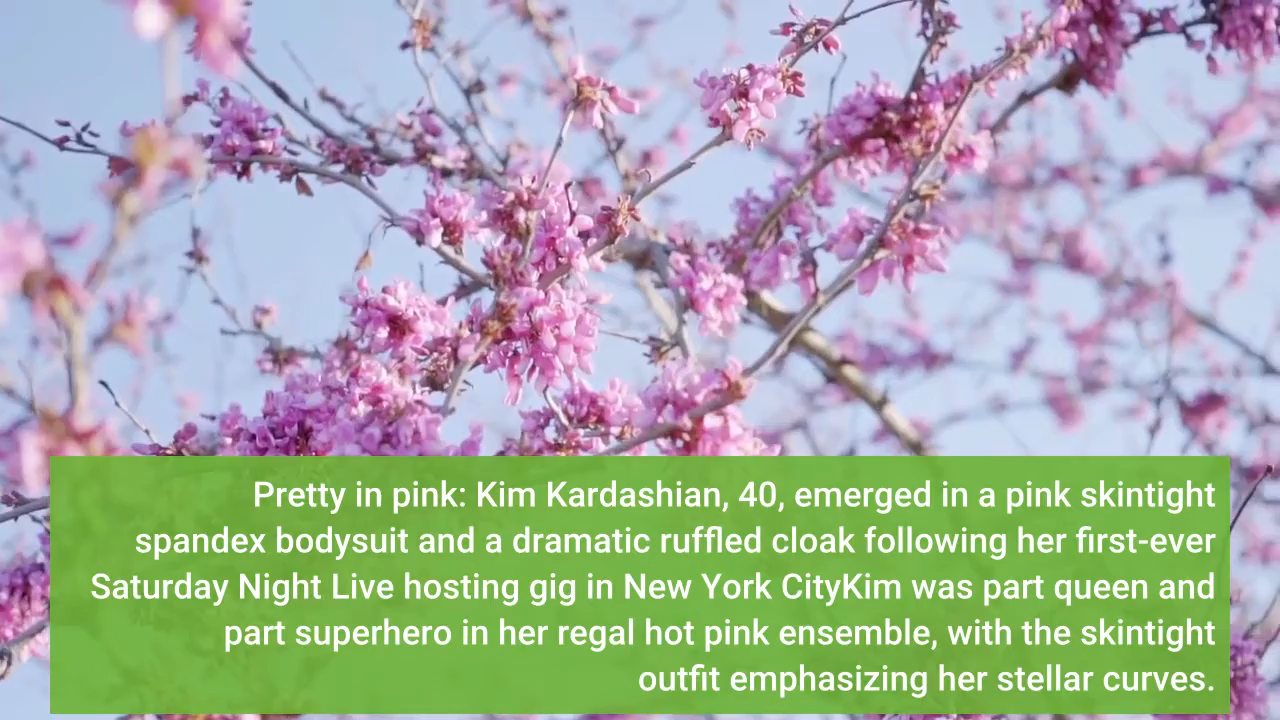 Pretty in pink: Kim Kardashian, 40, emerged in a pink skintight
spandex bodysuit and a dramatic ruffled cloak following her first-ever
Saturday Night Live hosting gig in New York CityKim was part queen and
part superhero in her regal hot pink ensemble, with the skintight
outfit emphasizing her stellar curves.